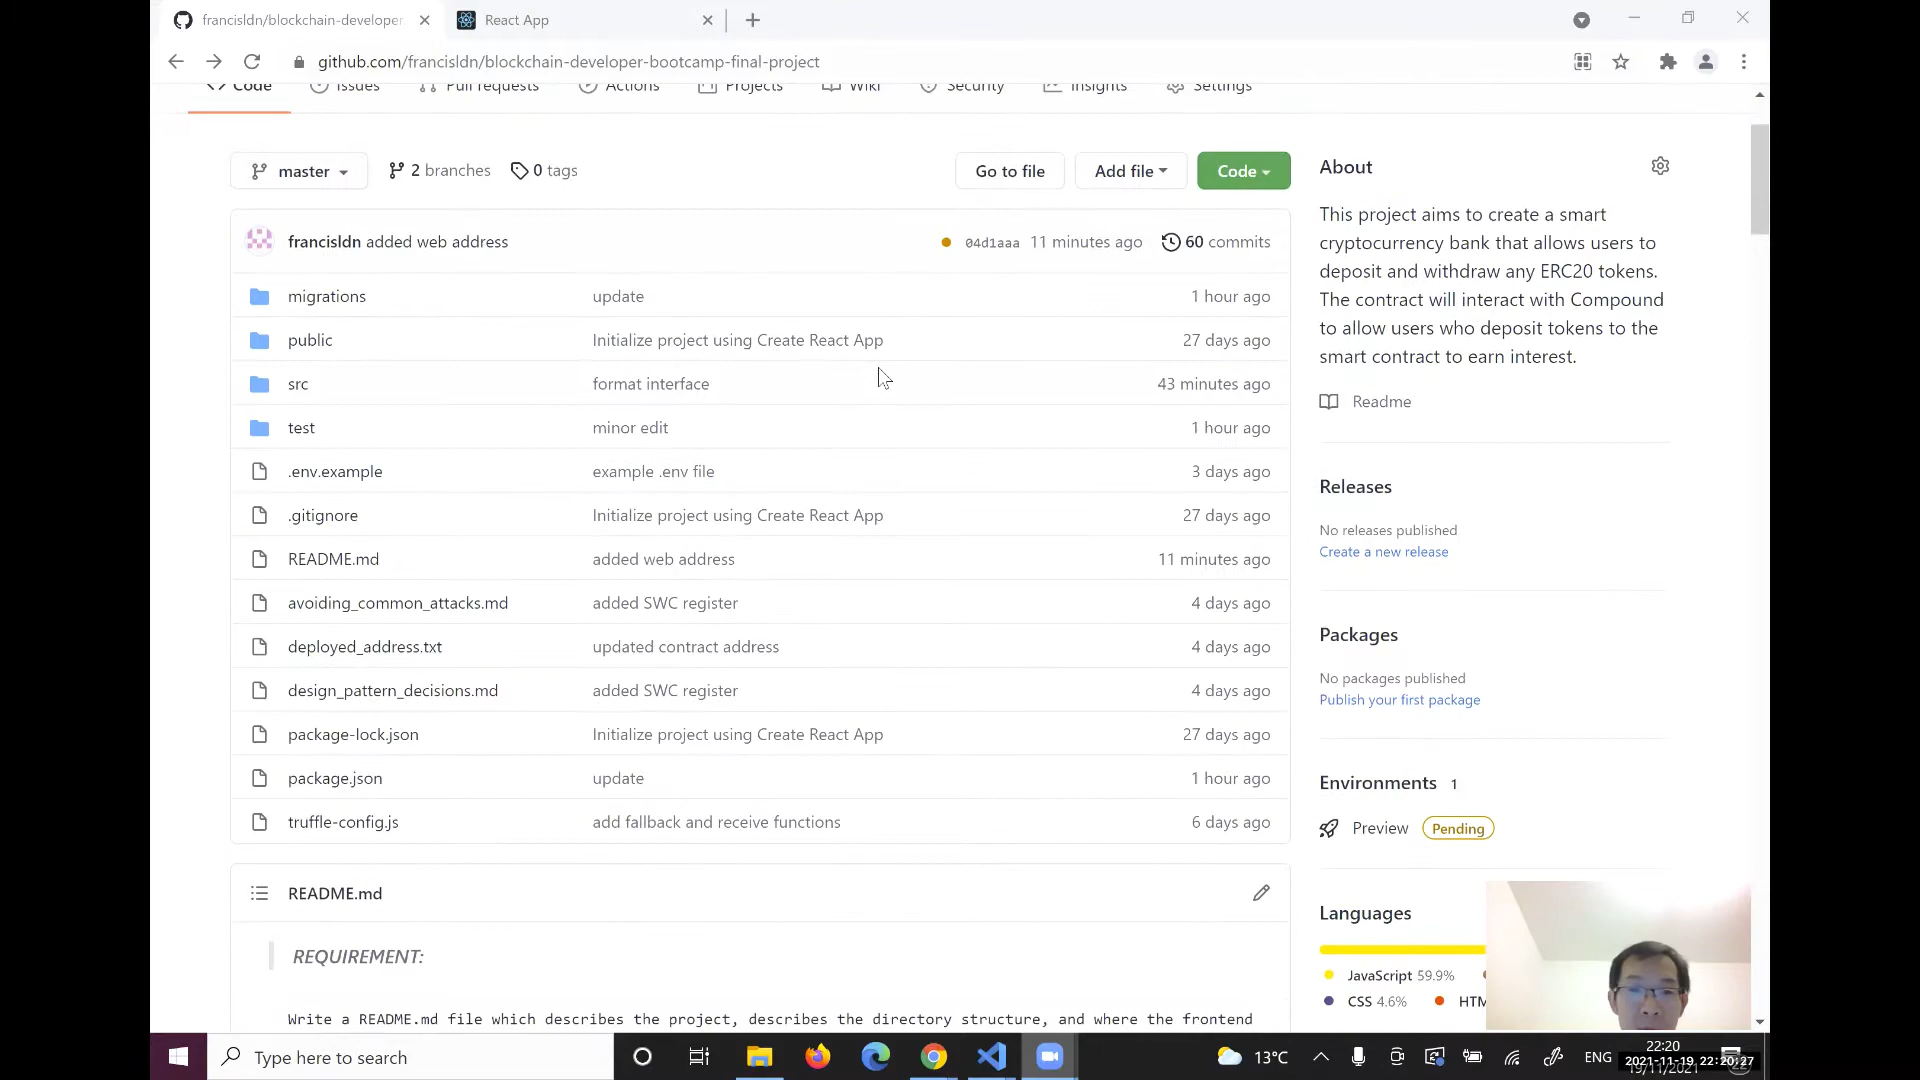 francisldn/blockchain-developer
React App
github.com/francisldn/blockchain-developer-bootcamp-final-project
Code Issues Pull requests Actions Projects Wiki Security Insights Settings
master 2 branches 0 tags Go to file Add file Code
francisldn added web address 04d1aaa 11 minutes ago 60 commits
migrations update 1 hour ago
public Initialize project using Create React App 27 days ago
src format interface 43 minutes ago
test minor edit 1 hour ago
.env.example example .env file 3 days ago
.gitignore Initialize project using Create React App 27 days ago
README.md added web address 11 minutes ago
avoiding_common_attacks.md added SWC register 4 days ago
deployed_address.txt updated contract address 4 days ago
design_pattern_decisions.md added SWC register 4 days ago
package-lock.json Initialize project using Create React App 27 days ago
package.json update 1 hour ago
truffle-config.js add fallback and receive functions 6 days ago
README.md
REQUIREMENT:
Write a README.md file which describes the project, describes the directory structure, and where the frontend
About
This project aims to create a smart
cryptocurrency bank that allows users to
deposit and withdraw any ERC20 tokens.
The contract will interact with Compound
to allow users who deposit tokens to the
smart contract to earn interest.
Readme
Releases
No releases published
Create a new release
Packages
No packages published
Publish your first package
Environments 1
Preview Pending
Languages
JavaScript 59.9%
CSS 4.6% HTM
Type here to search
13°C
ENG
22:20
2021-11-19 22:20:27
19/11/2021